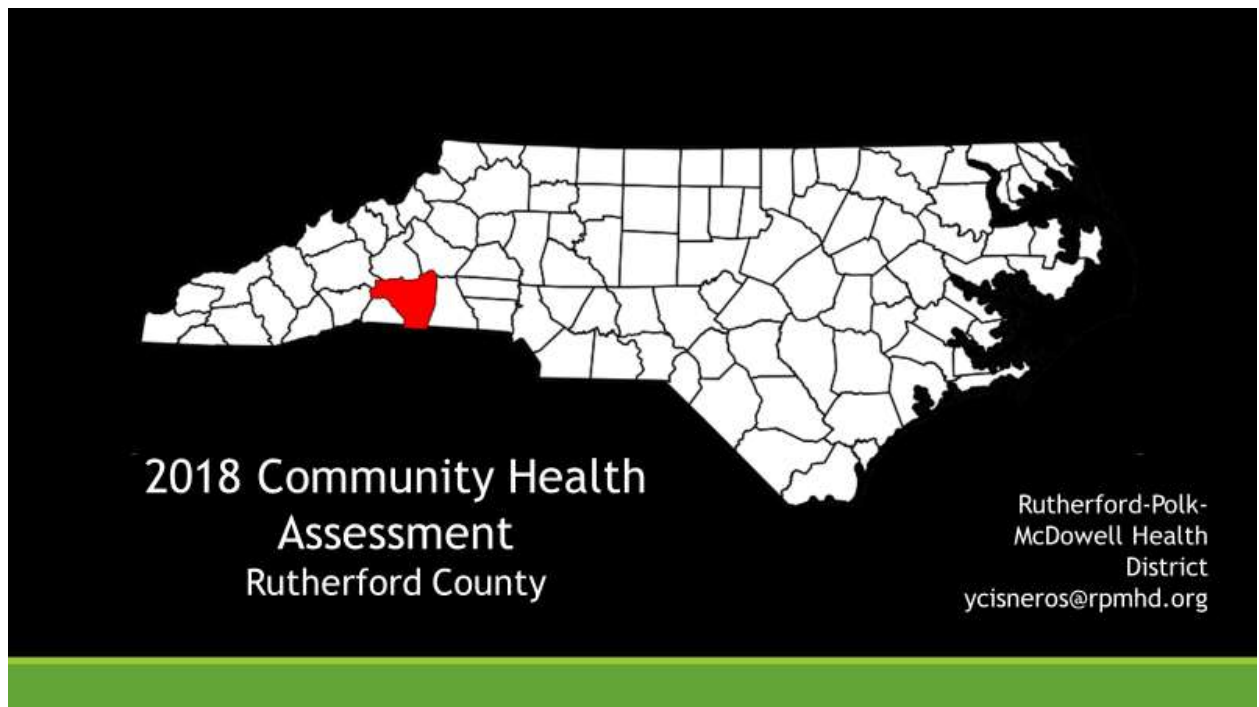 2018 Community Health
Assessment
Rutherford County
Rutherford-Polk-
McDowell Health
District
ycisneros@rpmhd.org